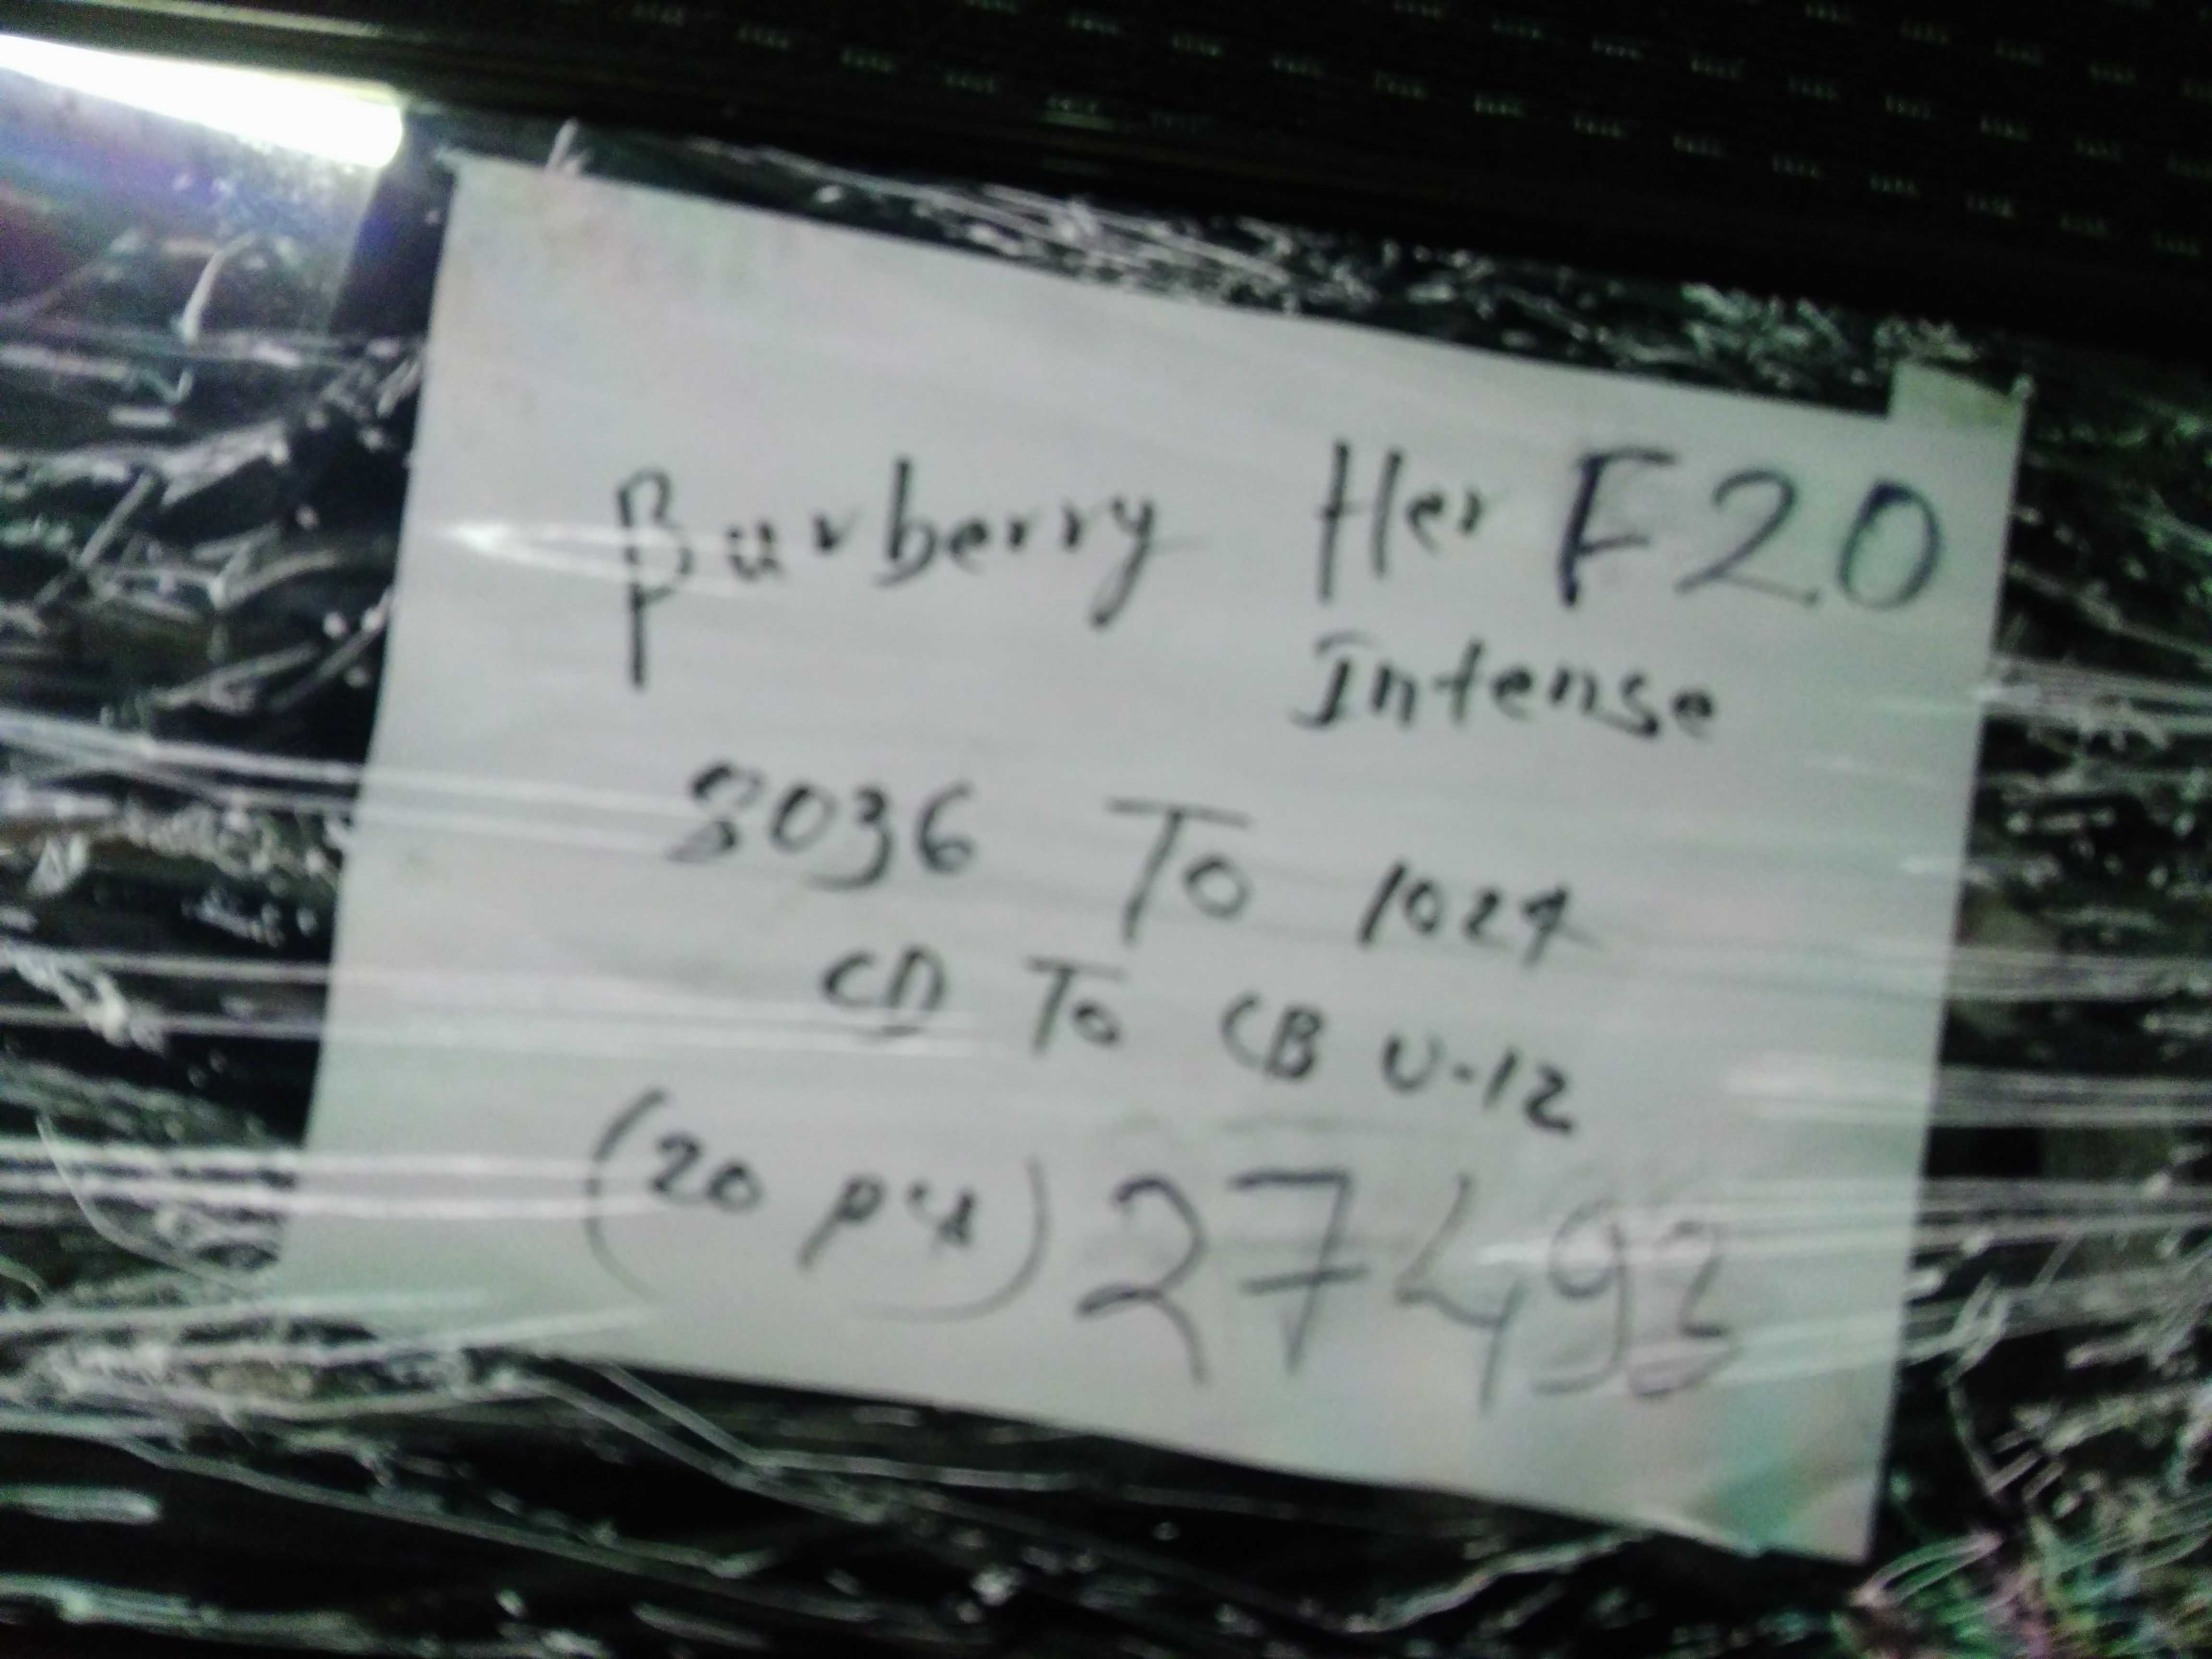 Burberry Her F20
Intense
8036 To 1024
CD To CB U-12
(20 pcs) 27493